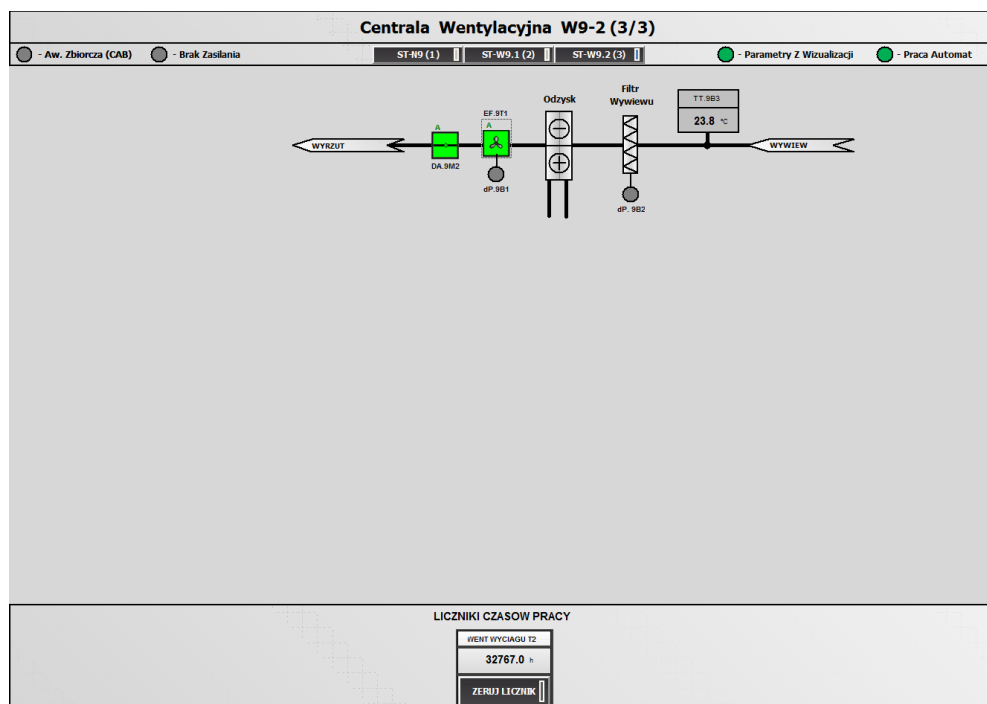 Centrala Wentylacyjna W9-2 (3/3)
- Aw. Zbiorcza (CAB)
- Brak Zasilania
ST-N9 (1)
ST-W9.1 (2)
ST-W9.2 (3)
- Parametry Z Wizualizacji
- Praca Automat
WYRZUT
A
DA.9M2
EF.9T1
A
dP.9B1
Odzysk
Filtr
Wywiewu
dP. 9B2
TT.9B3
23.8 °C
WYWIEW
LICZNIKI CZASOW PRACY
WENT WYCIAGU T2
32767.0 h
ZERUJ LICZNIK